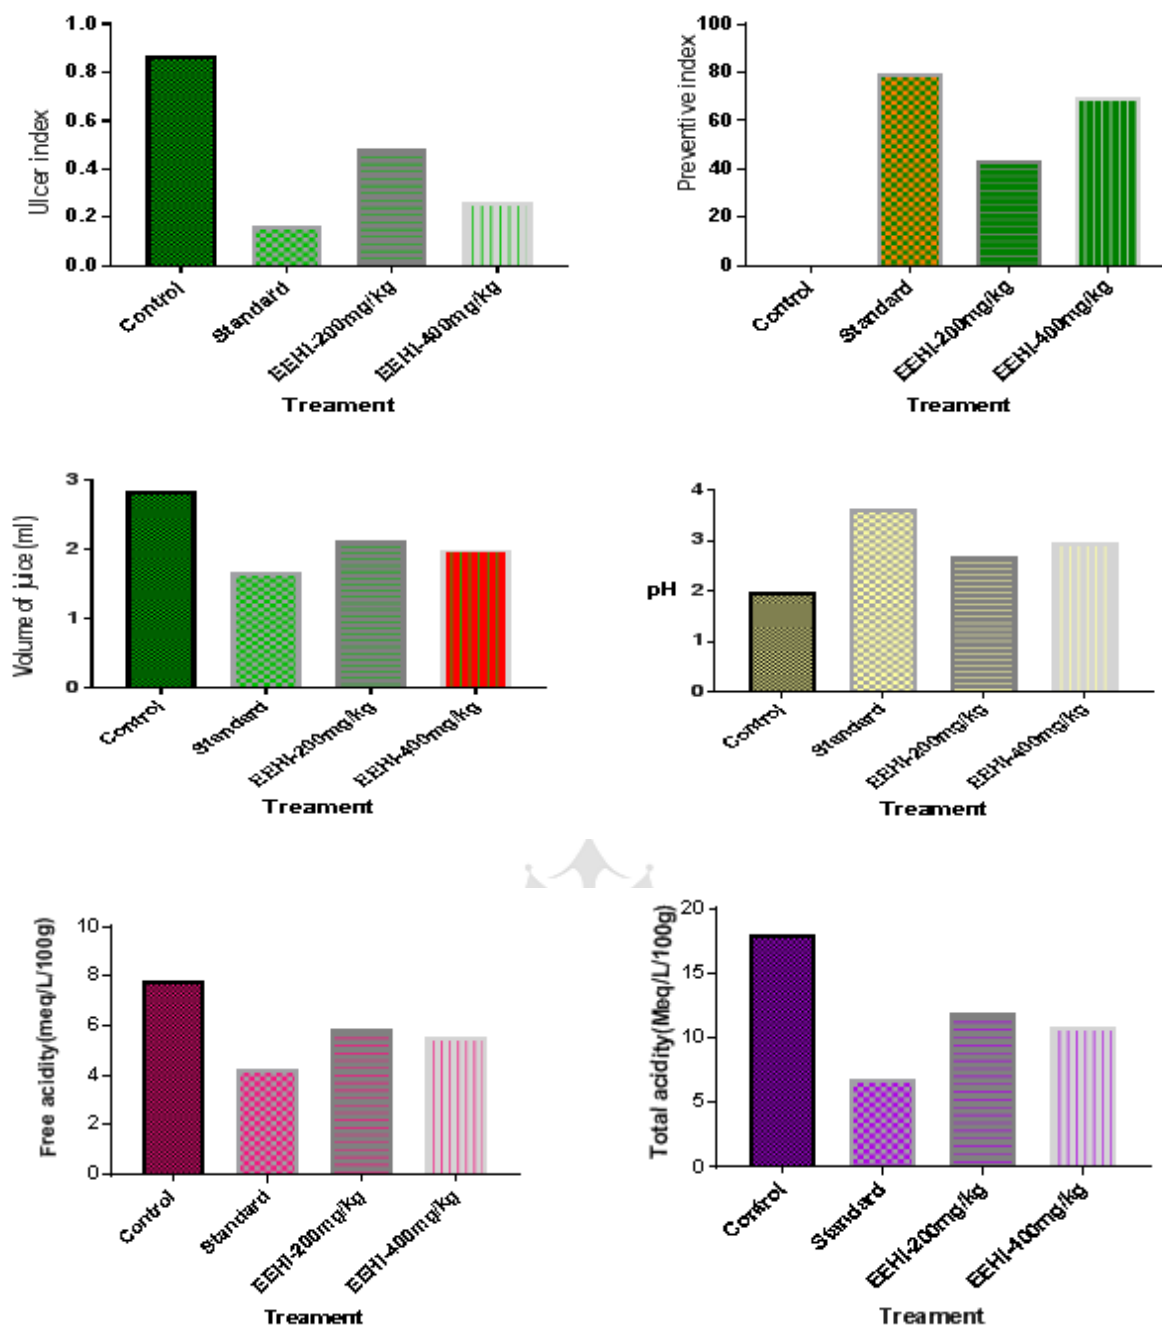 Ulcer index
1.0
0.8
0.6
0.4
0.2
0.0
Control
Standard
EEHI-200mg/kg
EEHI-400mg/kg
Treament
Preventive index
100
80
60
40
20
0
Control
Standard
EEHI-200mg/kg
EEHI-400mg/kg
Treament
Volume of juice (ml)
3
2
1
0
Control
Standard
EEHI-200mg/kg
EEHI-400mg/kg
Treament
pH
4
3
2
1
0
Control
Standard
EEHI-200mg/kg
EEHI-400mg/kg
Treament
Free acidity(meq/L/100g)
10
8
6
4
2
0
Control
Standard
EEHI-200mg/kg
EEHI-400mg/kg
Treament
Total acidity(Meq/L/100g)
20
15
10
5
0
Control
Standard
EEHI-200mg/kg
EEHI-400mg/kg
Treament